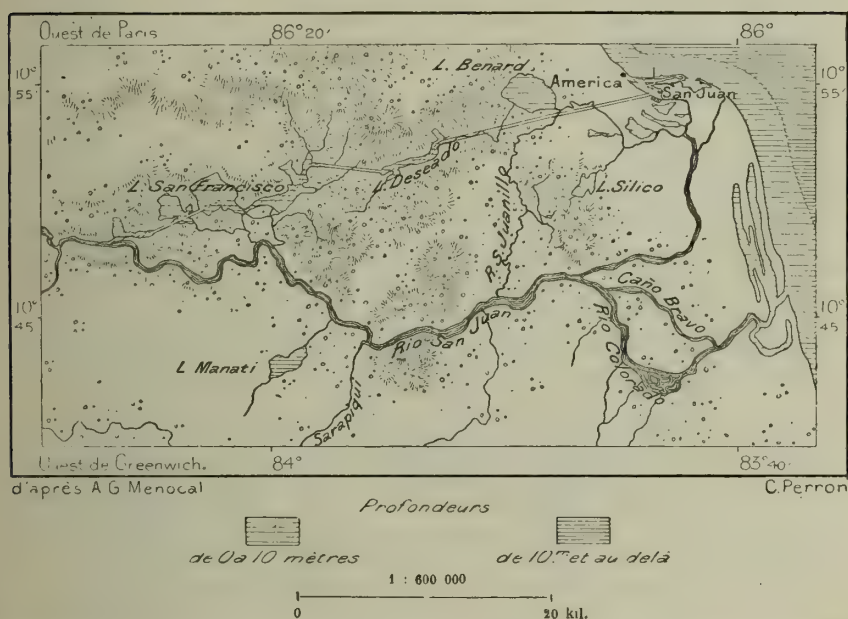 Ouest de Paris
86° 20'
86°
10°
55'
10°
55'
L. Benard
America
San Juan
L. San Francisco
Deseado
L. Silico
R. S. Juanillo
10°
45
10°
45'
Caño Bravo
Rio San Juan
Rio Colorado
L. Manati
Sarapiqui
Ouest de Greenwich.
84°
83° 40'
d'après A G Menocal
C. Perron
Profondeurs
de 0 à 10 mètres
de 10.m et au delà
1 : 600 000
0
20 kil.